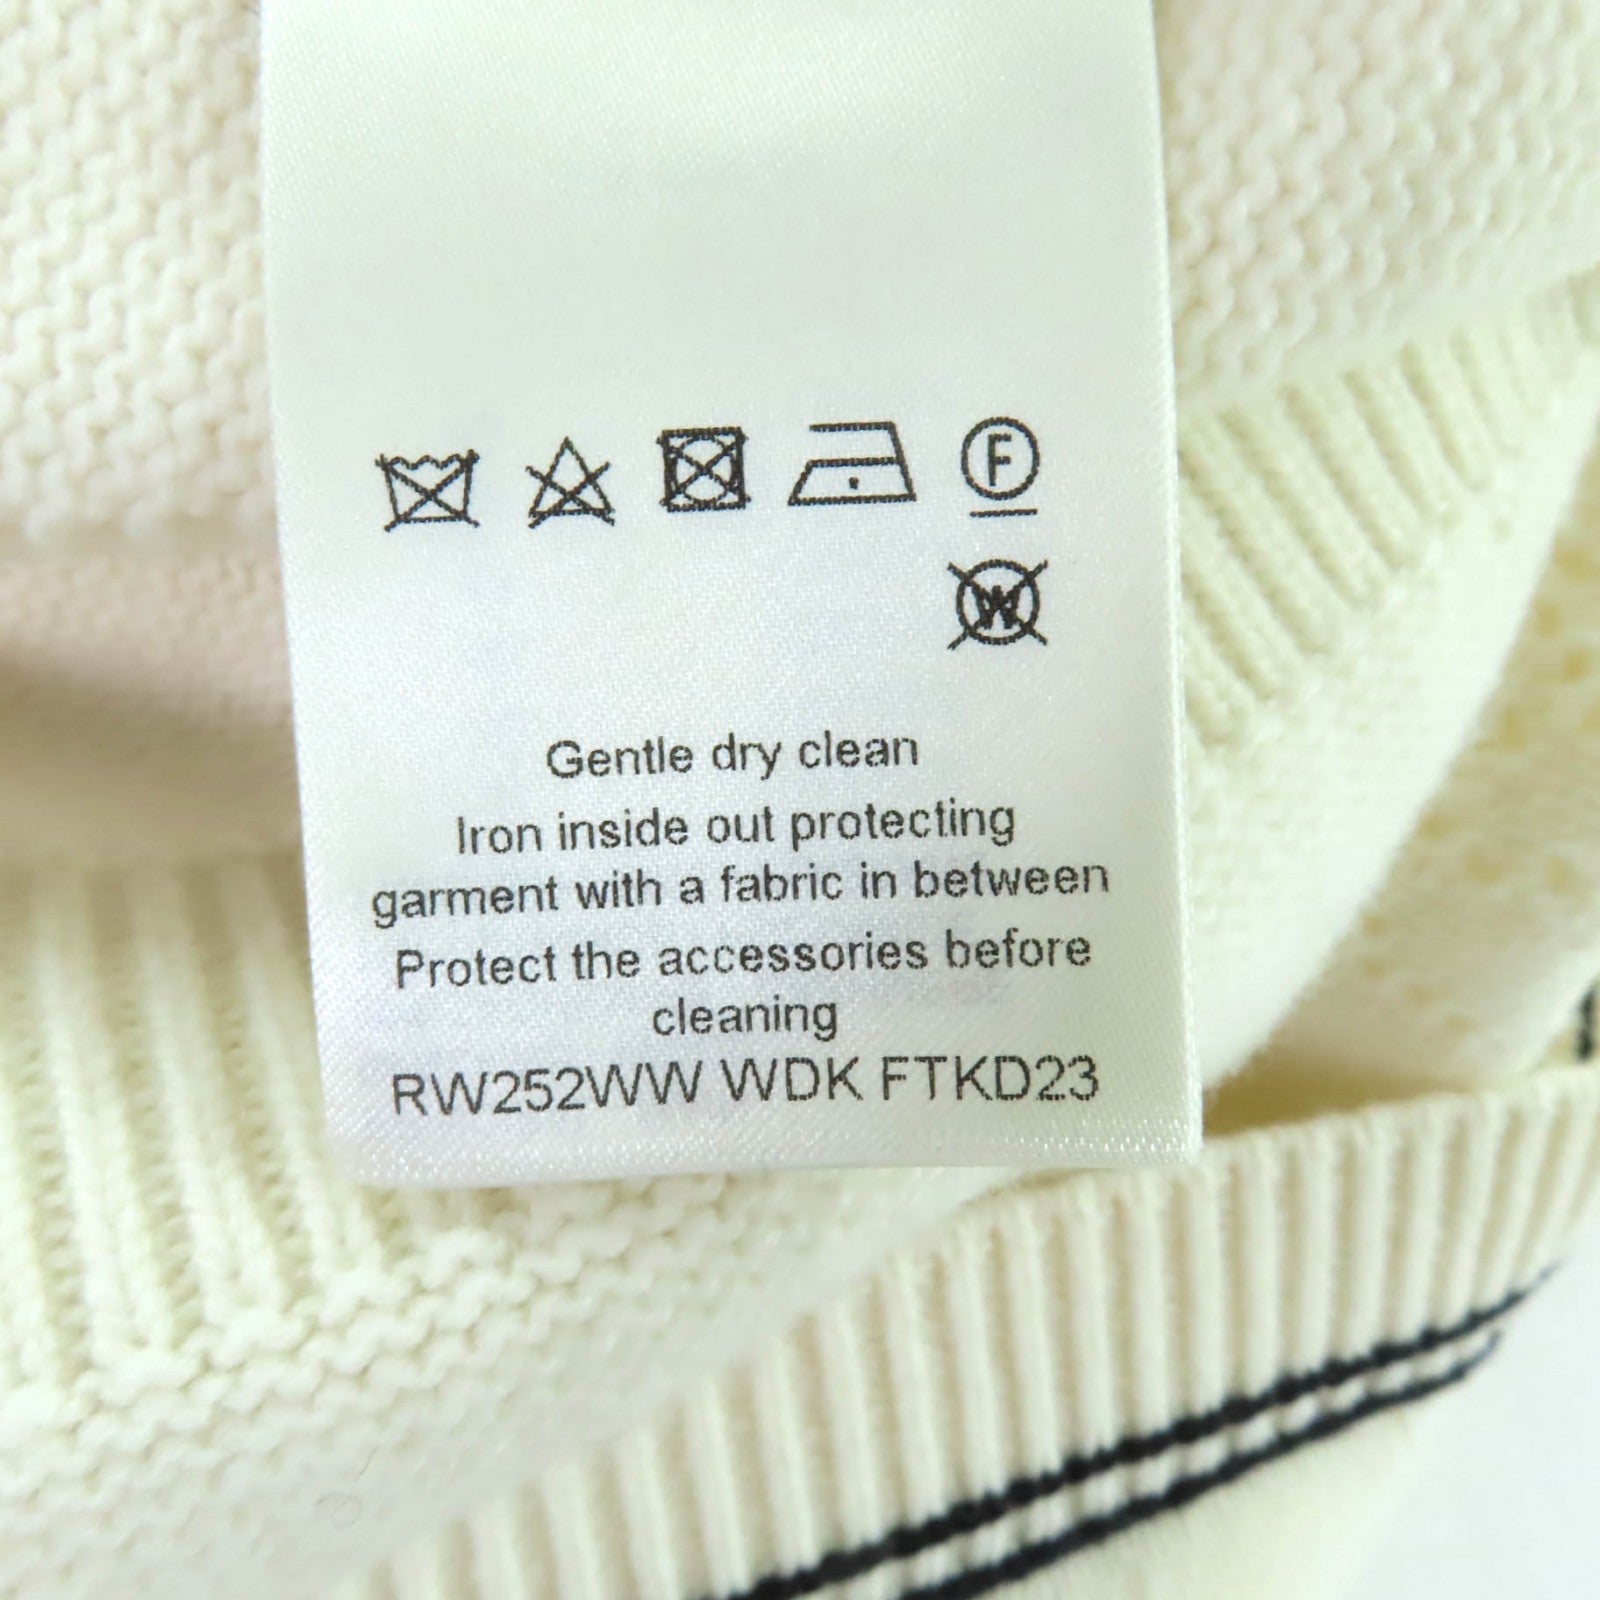 F
W
Gentle dry clean
Iron inside out protecting
garment with a fabric in between
Protect the accessories before
cleaning
RW252WW WDK FTKD23